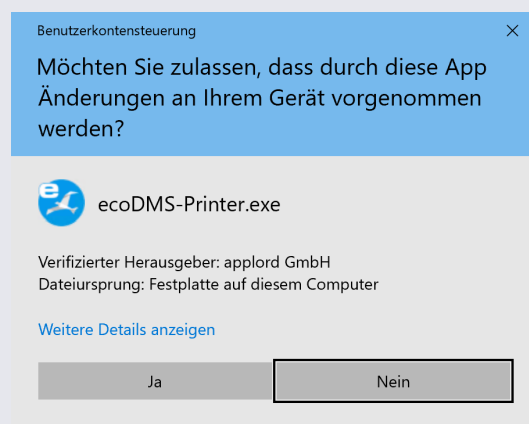 Benutzerkontensteuerung
Möchten Sie zulassen, dass durch diese App
Änderungen an Ihrem Gerät vorgenommen
werden?
e
ecoDMS-Printer.exe
Verifizierter Herausgeber: applord GmbH
Dateiursprung: Festplatte auf diesem Computer
Weitere Details anzeigen
Ja
Nein